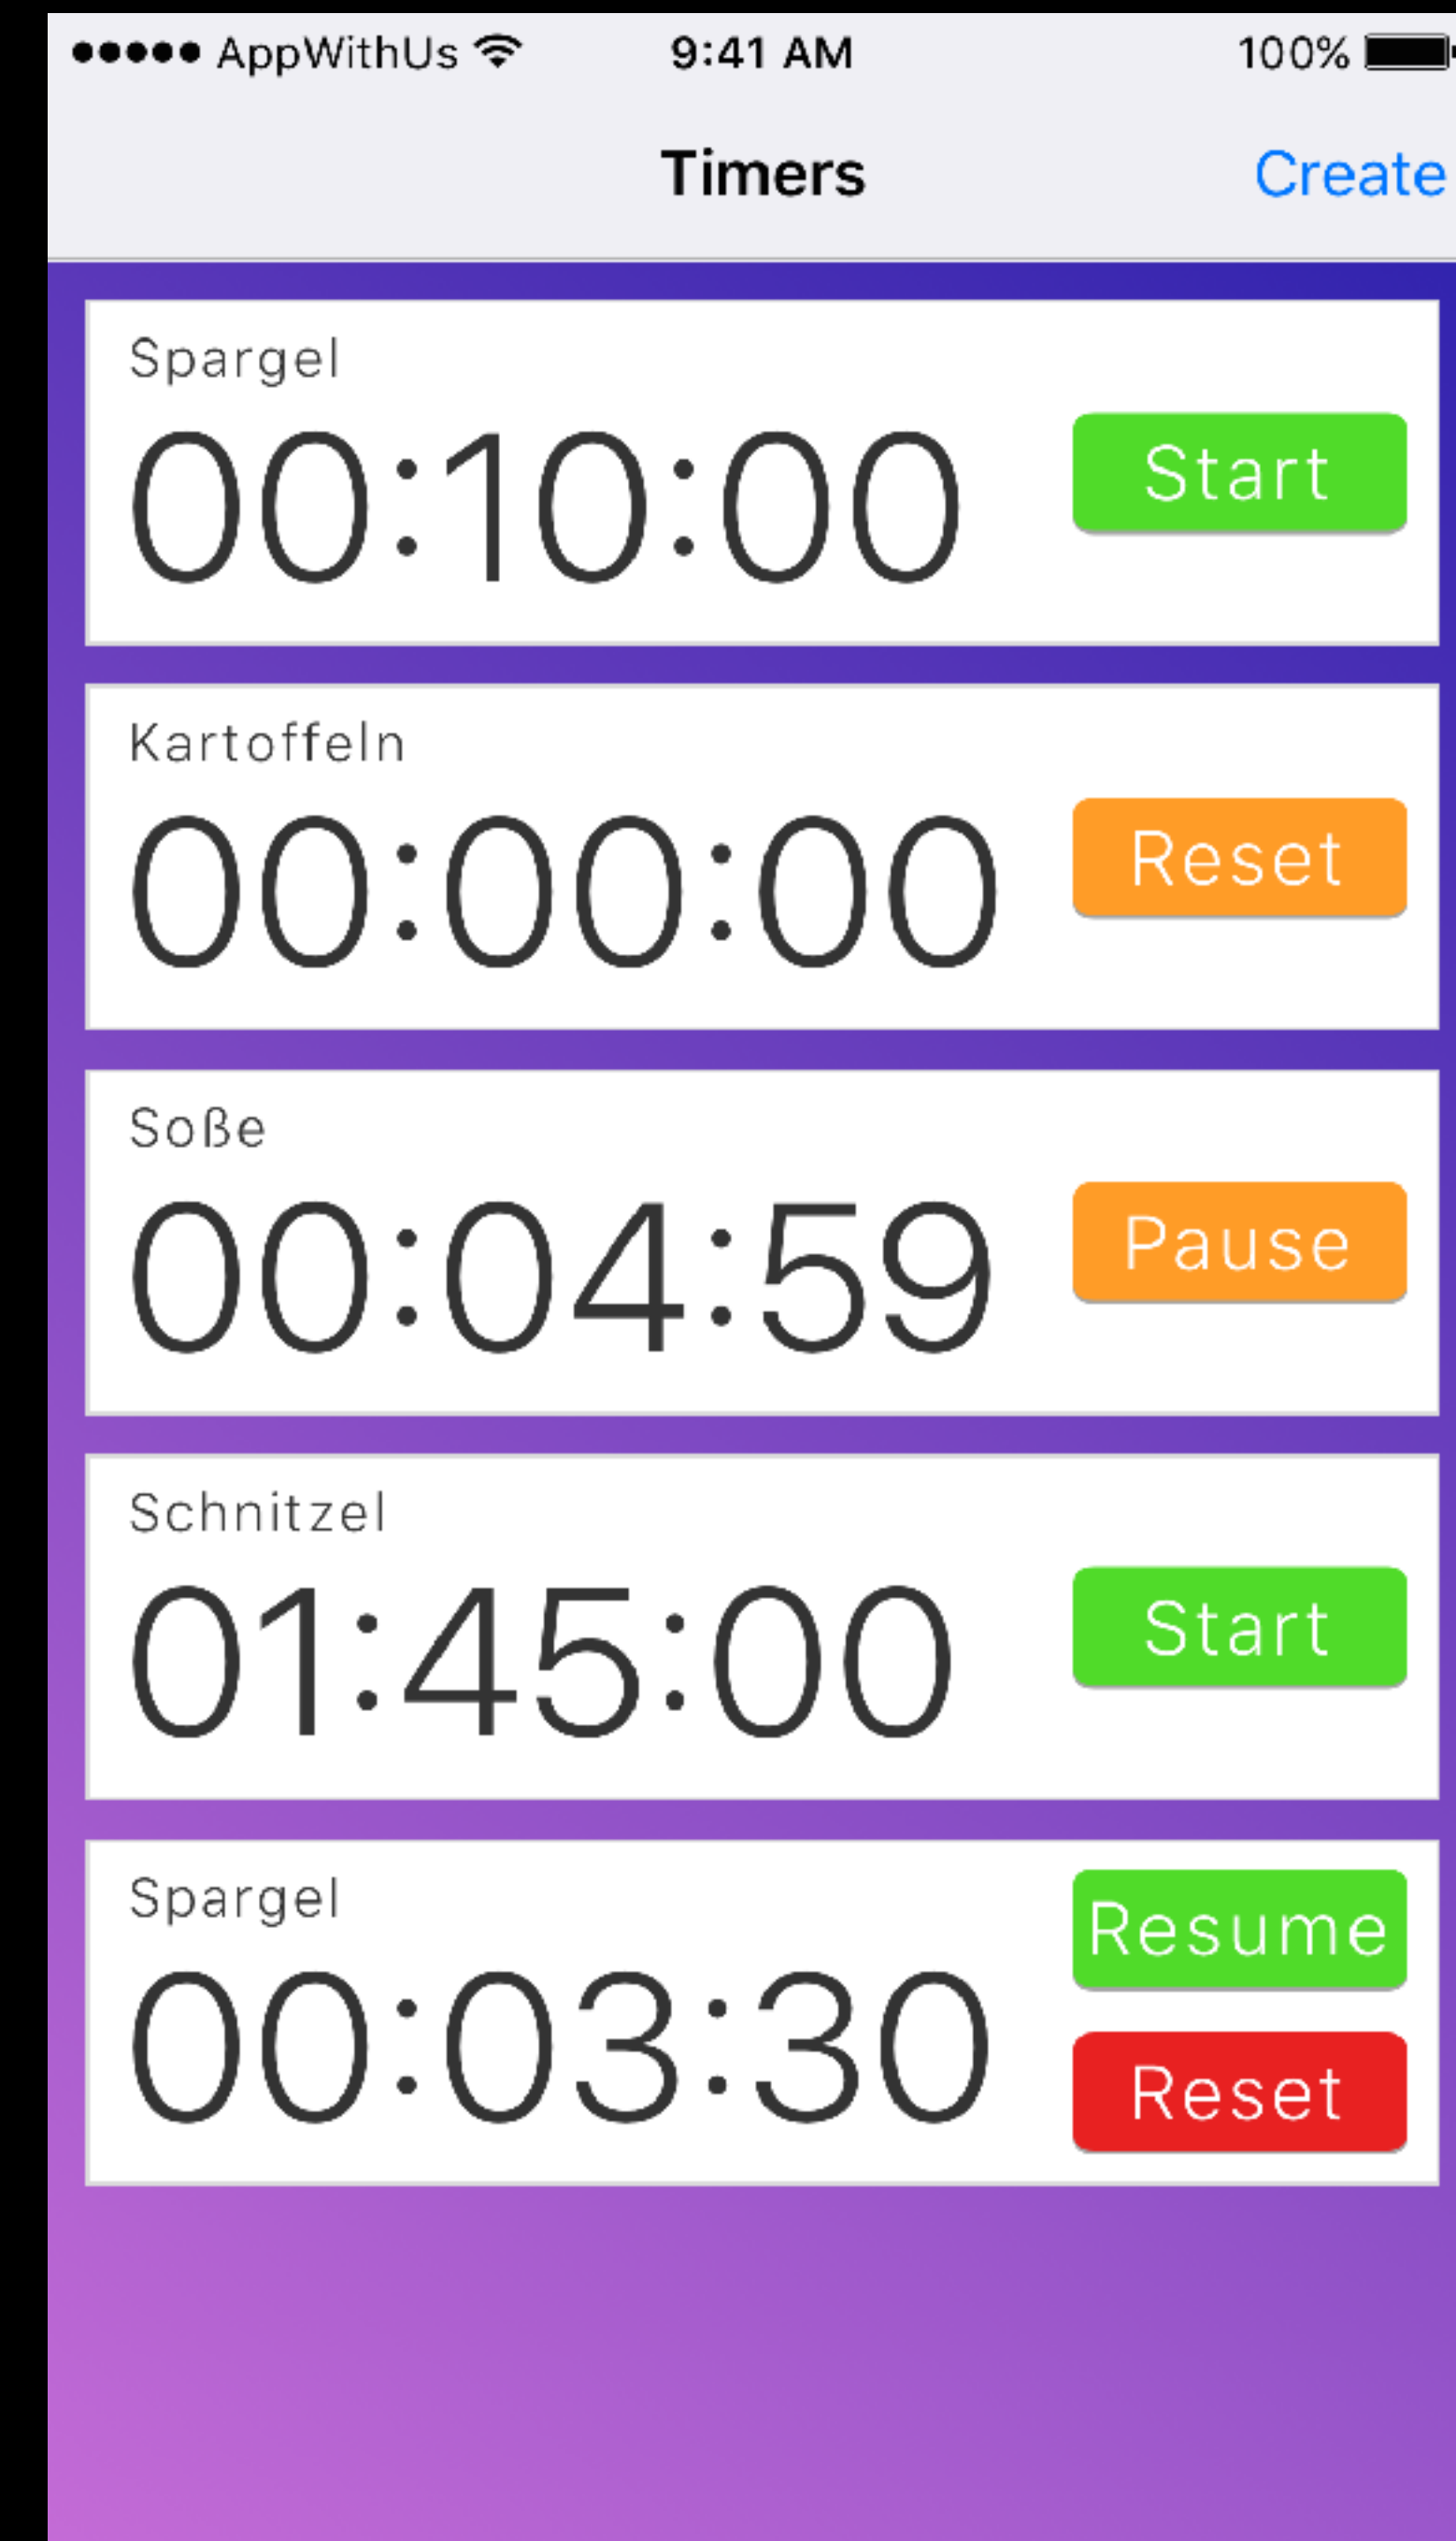 AppWithUs 9:41 AM 100%
Timers Create
Spargel
00:10:00 Start
Kartoffeln
00:00:00 Reset
Soße
00:04:59 Pause
Schnitzel
01:45:00 Start
Spargel
00:03:30 Resume
Reset